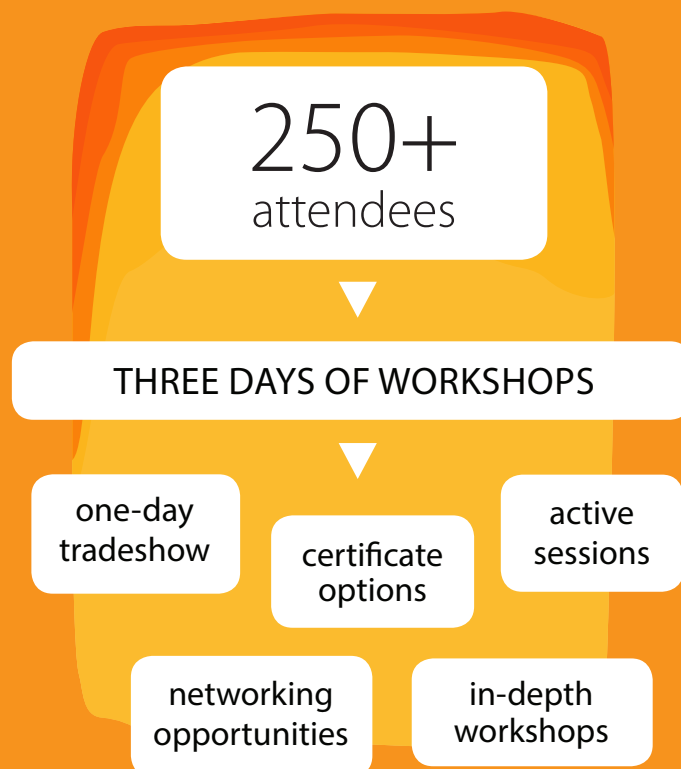 250+
attendees
THREE DAYS OF WORKSHOPS
one-day
tradeshow
certificate
options
active
sessions
networking
opportunities
in-depth
workshops